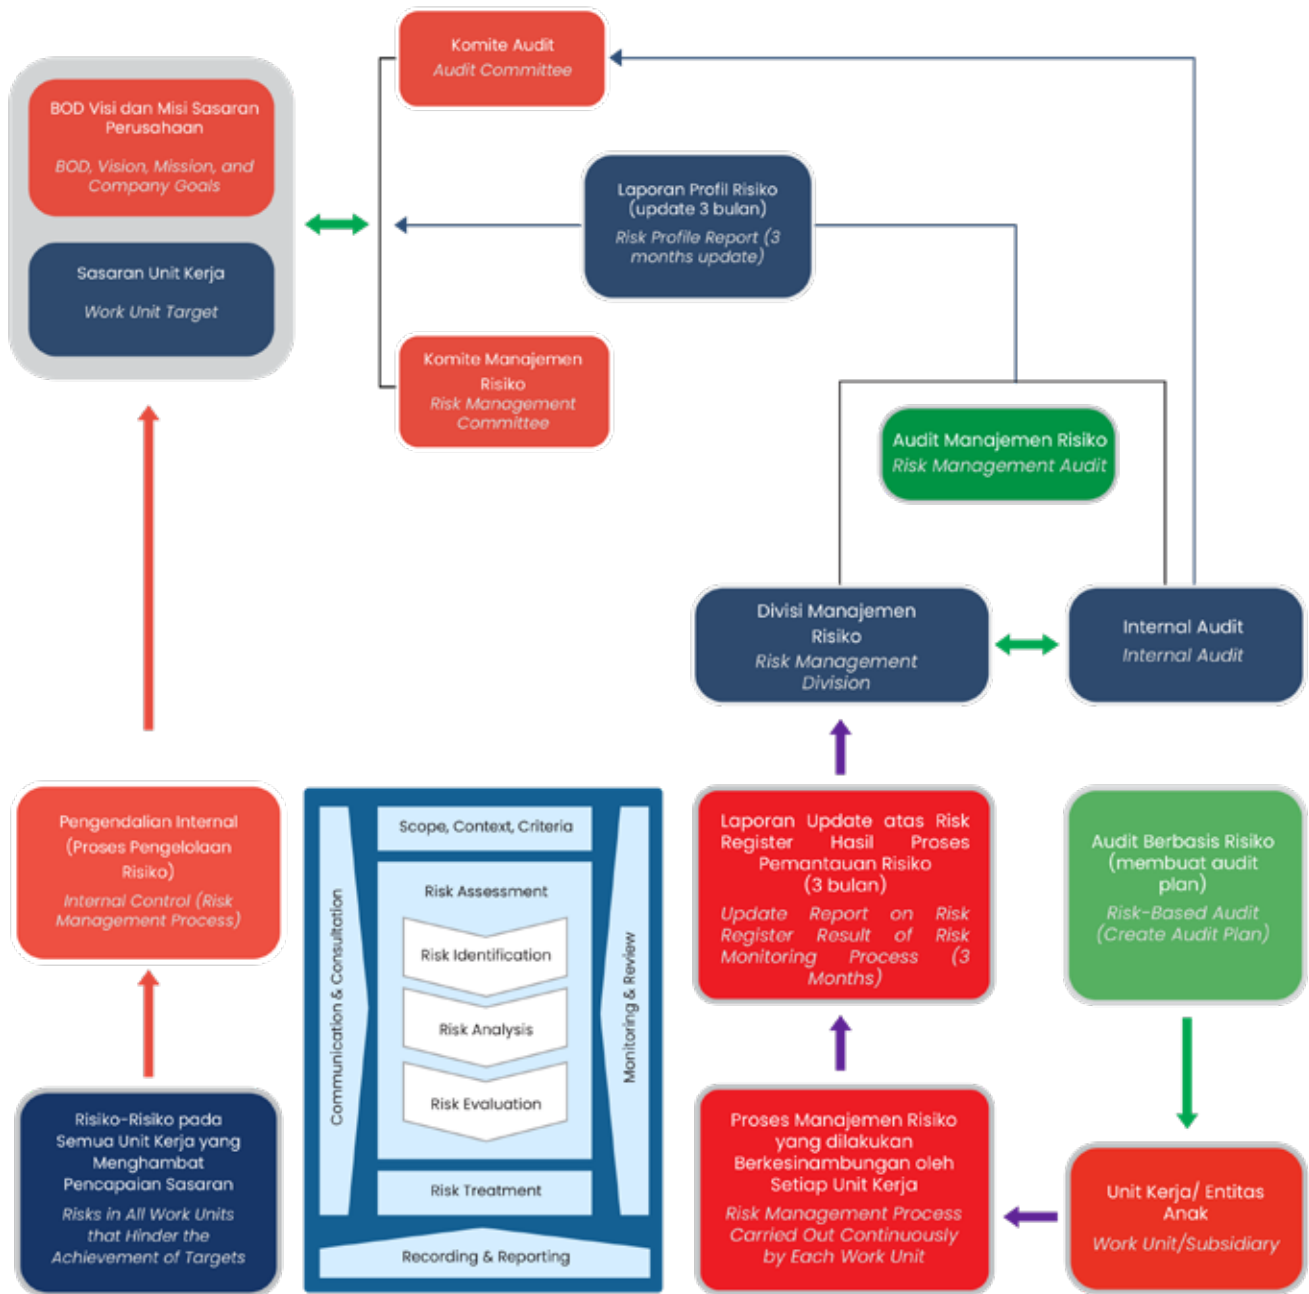 Komite Audit
Audit Committee
BOD Visi dan Misi Sasaran
Perusahaan
BOD, Vision, Mission, and
Company Goals
Sasaran Unit Kerja
Work Unit Target
Laporan Profil Risiko
(update 3 bulan)
Risk Profile Report (3
months update)
Komite Manajemen
Risiko
Risk Management
Committee
Audit Manajemen Risiko
Risk Management Audit
Divisi Manajemen
Risiko
Risk Management
Division
Internal Audit
Internal Audit
Pengendalian Internal
(Proses Pengelolaan
Risiko)
Internal Control (Risk
Management Process)
Risiko-Risiko pada
Semua Unit Kerja yang
Menghambat
Pencapaian Sasaran
Risks in All Work Units
that Hinder the
Achievement of Targets
Communication & Consultation
Scope, Context, Criteria
Risk Assessment
Risk Identification
Risk Analysis
Risk Evaluation
Risk Treatment
Monitoring & Review
Recording & Reporting
Laporan Update atas Risk
Register Hasil Proses
Pemantauan Risiko
(3 bulan)
Update Report on Risk
Register Result of Risk
Monitoring Process (3
Months)
Proses Manajemen Risiko
yang dilakukan
Berkesinambungan oleh
Setiap Unit Kerja
Risk Management Process
Carried Out Continuously
by Each Work Unit
Audit Berbasis Risiko
(membuat audit
plan)
Risk-Based Audit
(Create Audit Plan)
Unit Kerja/ Entitas
Anak
Work Unit/Subsidiary